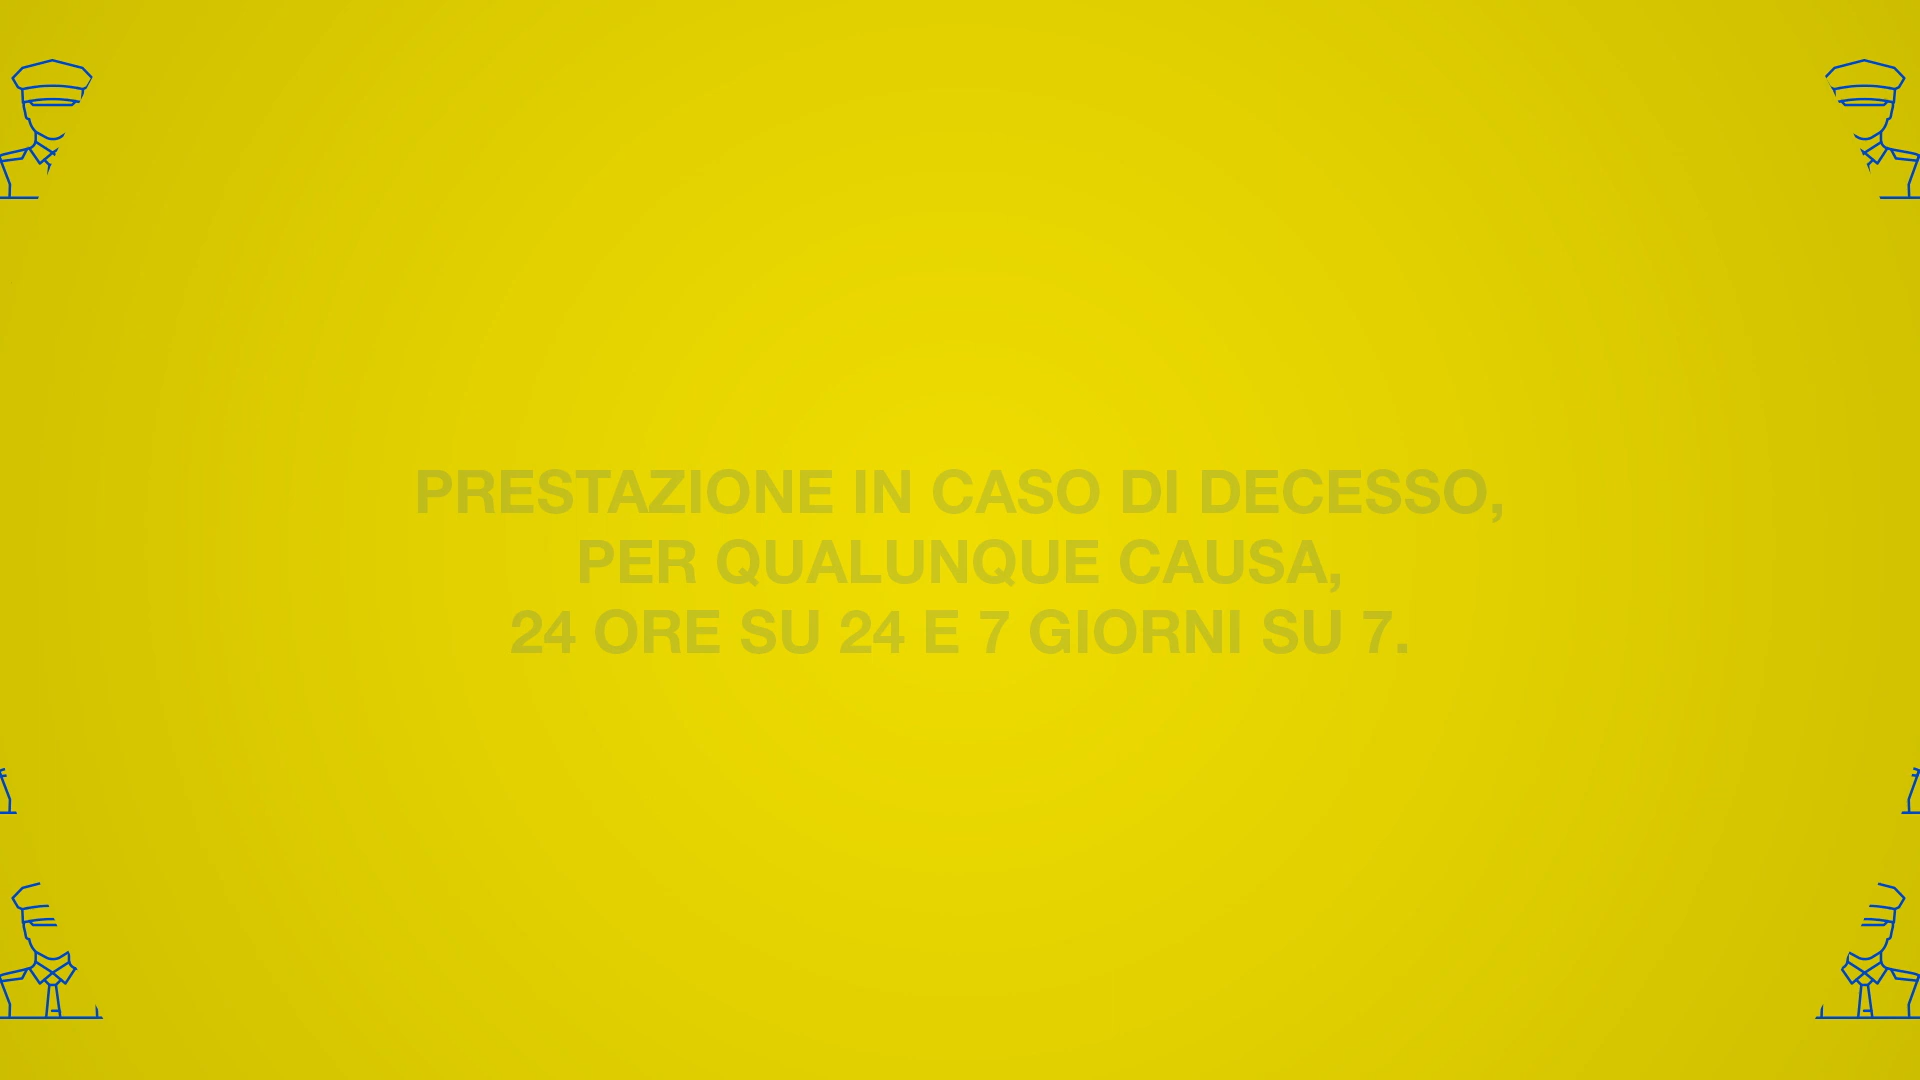 PRESTAZIONE IN CASO DI DECESSO,
PER QUALUNQUE CAUSA,
24 ORE SU 24 E 7 GIORNI SU 7.